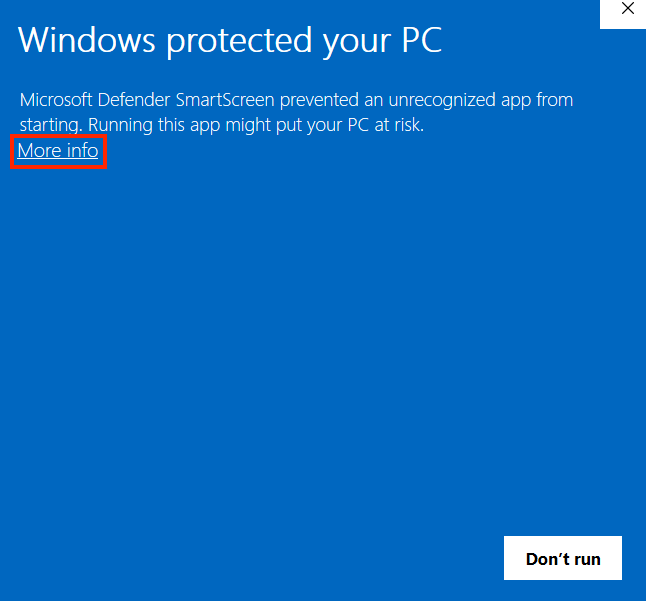 Windows protected your PC
Microsoft Defender SmartScreen prevented an unrecognized app from
starting. Running this app might put your PC at risk.
More info
Don’t run